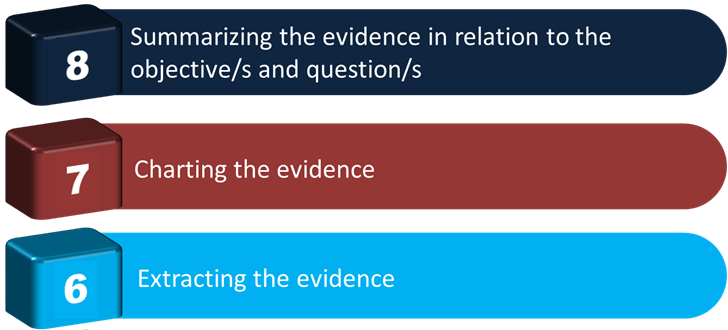 8
Summarizing the evidence in relation to the
objective/s and question/s
7
Charting the evidence
6
Extracting the evidence